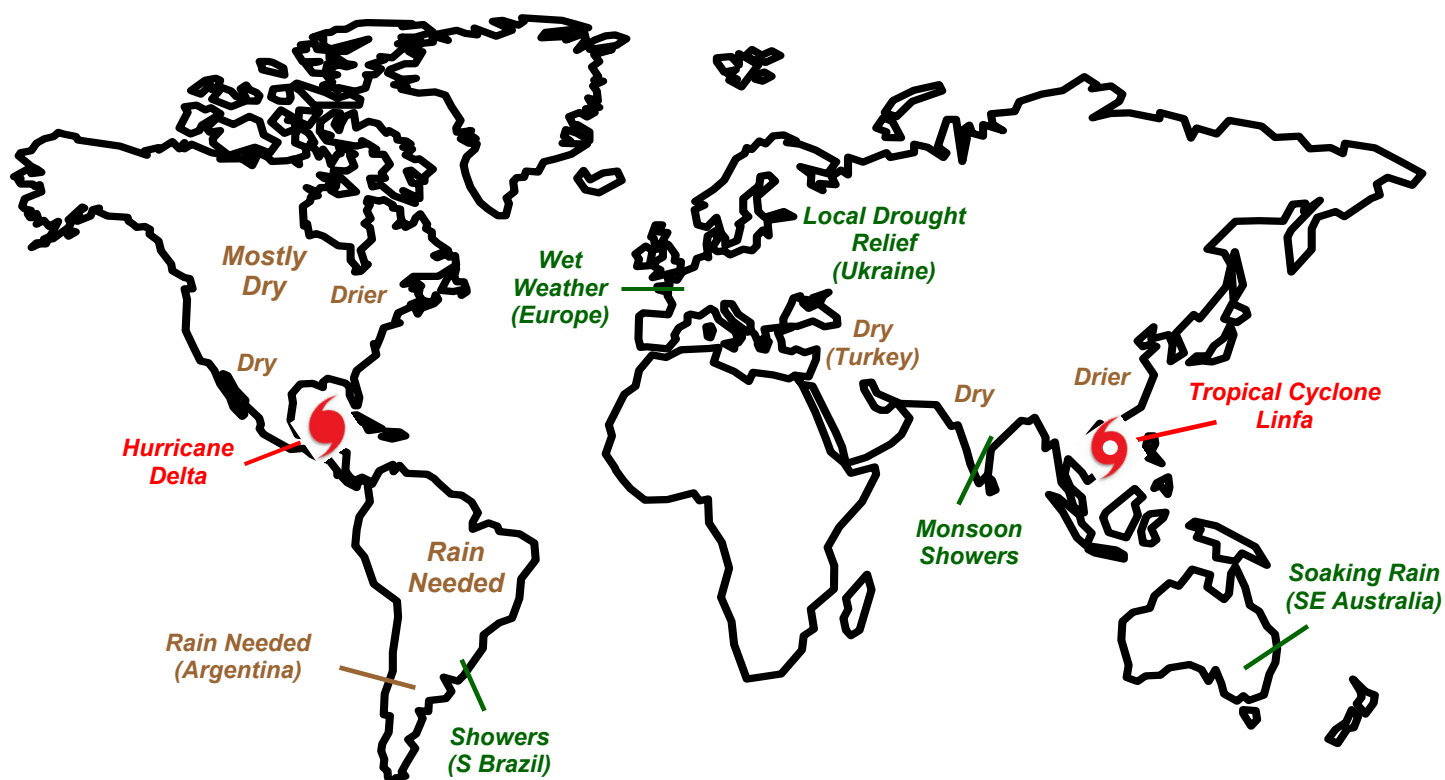 Mostly
Dry
Drier
Dry
Hurricane
Delta
Rain
Needed
Rain Needed
(Argentina)
Showers
(S Brazil)
Wet
Weather
(Europe)
Local Drought
Relief
(Ukraine)
Dry
(Turkey)
Dry
Drier
Tropical Cyclone
Linfa
Monsoon
Showers
Soaking Rain
(SE Australia)